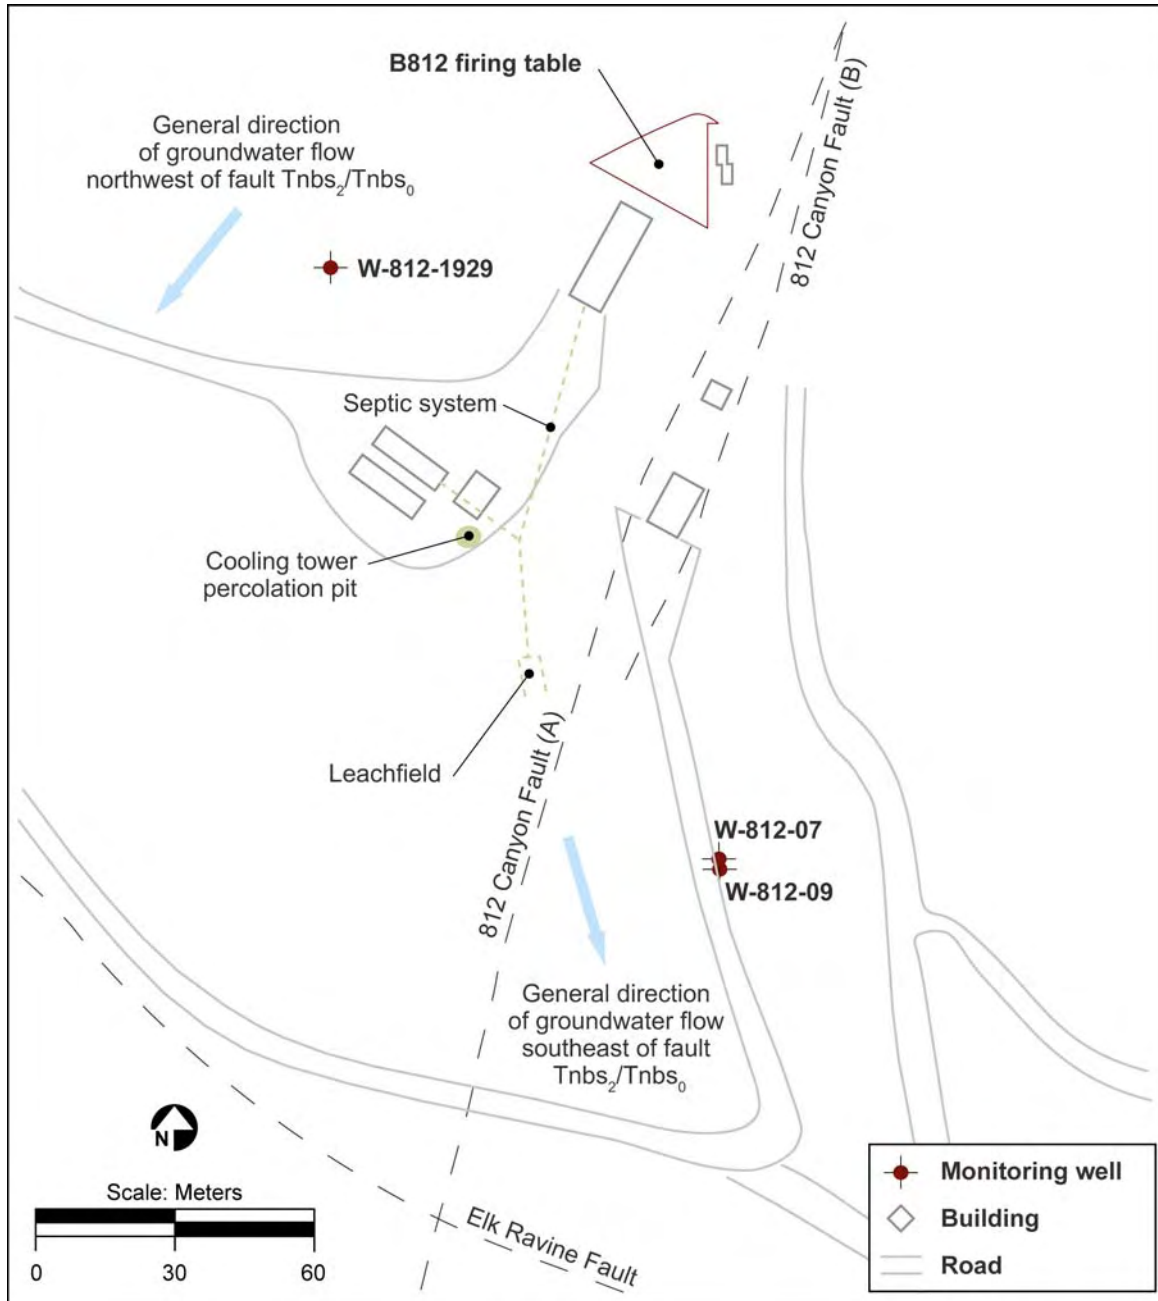 B812 firing table
812 Canyon Fault (B)
General direction
of groundwater flow
northwest of fault Tnbs₂/Tnbs₀
W-812-1929
Septic system
Cooling tower
percolation pit
Leachfield
812 Canyon Fault (A)
W-812-07
W-812-09
General direction
of groundwater flow
southeast of fault
Tnbs₂/Tnbs₀
N
Scale: Meters
0 30 60
Elk Ravine Fault
Monitoring well
Building
Road